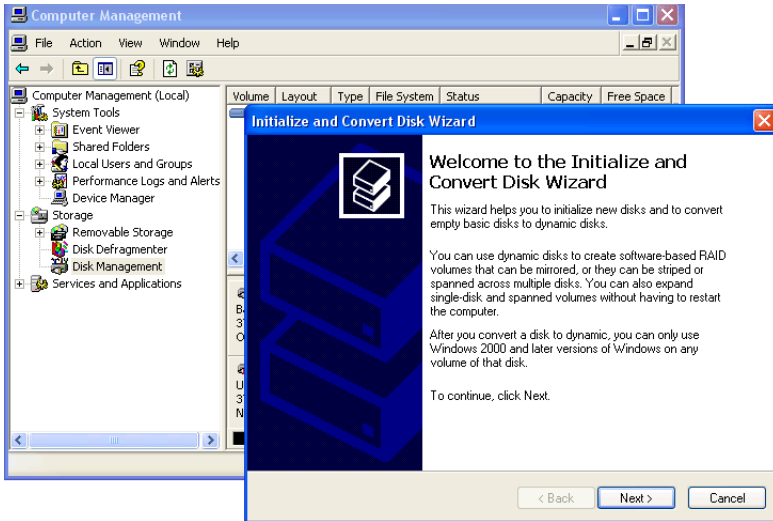 Computer Management
File Action View Window Help
Computer Management (Local)
System Tools
Event Viewer
Shared Folders
Local Users and Groups
Performance Logs and Alerts
Device Manager
Storage
Removable Storage
Disk Defragmenter
Disk Management
Services and Applications
Volume Layout Type File System Status Capacity Free Space
Initialize and Convert Disk Wizard
Welcome to the Initialize and
Convert Disk Wizard
This wizard helps you to initialize new disks and to convert
empty basic disks to dynamic disks.
You can use dynamic disks to create software-based RAID
volumes that can be mirrored, or they can be striped or
spanned across multiple disks. You can also expand
single-disk and spanned volumes without having to restart
the computer.
After you convert a disk to dynamic, you can only use
Windows 2000 and later versions of Windows on any
volume of that disk.
To continue, click Next.
< Back Next > Cancel